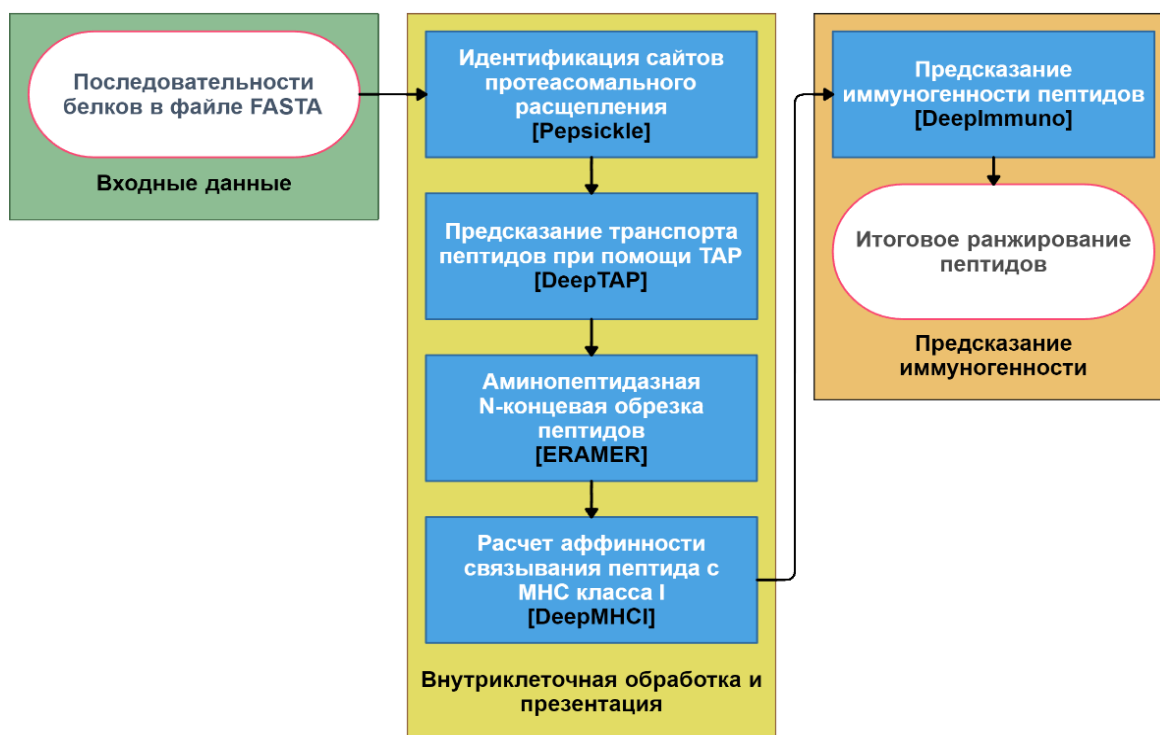 Последовательности
белков в файле FASTA
Входные данные
Идентификация сайтов
протеасомального
расщепления
[Pepsickle]
Предсказание транспорта
пептидов при помощи TAP
[DeepTAP]
Аминопептидазная
N-концевая обрезка
пептидов
[ERAMER]
Расчет аффинности
связывания пептида с
MHC класса I
[DeepMHCI]
Внутриклеточная обработка и
презентация
Предсказание
иммуногенности пептидов
[DeepImmuno]
Итоговое ранжирование
пептидов
Предсказание
иммуногенности